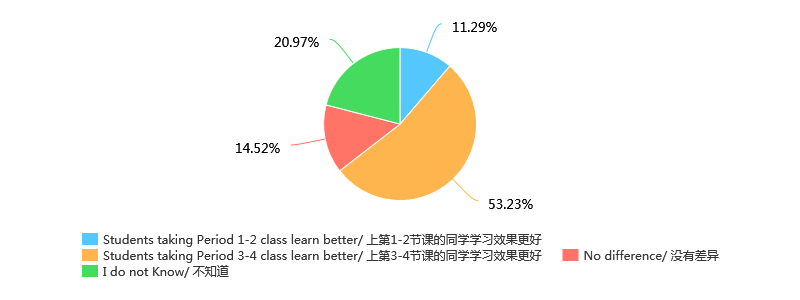 11.29%
20.97%
14.52%
53.23%
Students taking Period 1-2 class learn better/ 上第1-2节课的同学学习效果更好
Students taking Period 3-4 class learn better/ 上第3-4节课的同学学习效果更好 No difference/ 没有差异
I do not Know/ 不知道